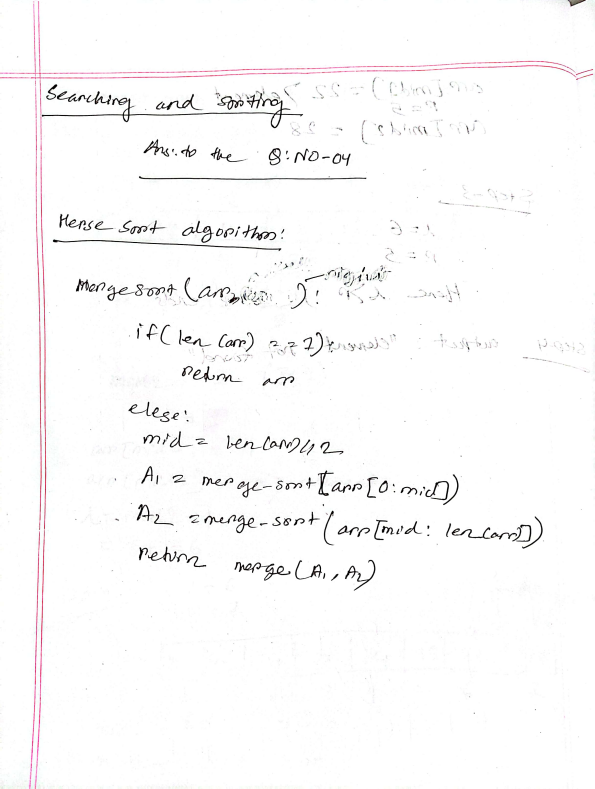 Searching and sorting
Ans: to the Q: NO-04
Merse sort algorithm:
Mergesort (arr ):
if(len (arr) == 1):
return arr
elese:
mid = len(arr)//2
A1 = merge-sort[arr[0:mid])
A2 = merge-sort(arr[mid: len(arr)])
return merge(A1, A2)